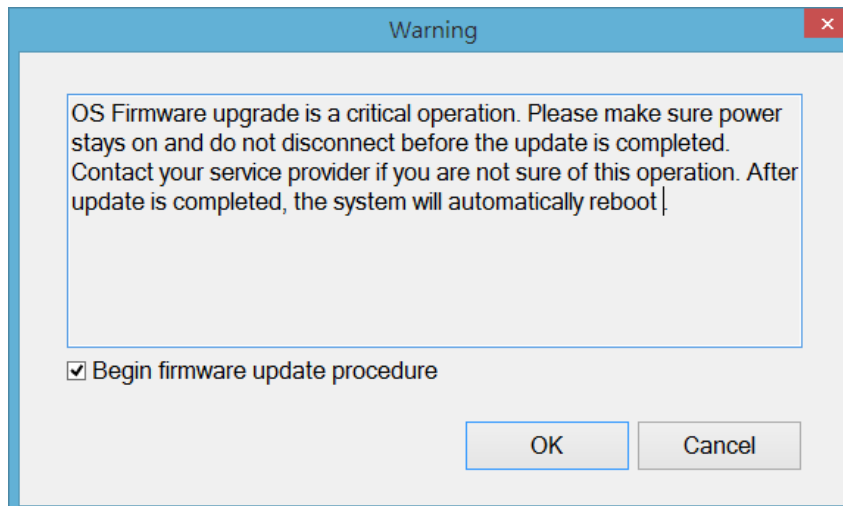 Warning
OS Firmware upgrade is a critical operation. Please make sure power
stays on and do not disconnect before the update is completed.
Contact your service provider if you are not sure of this operation. After
update is completed, the system will automatically reboot .
Begin firmware update procedure
OK Cancel